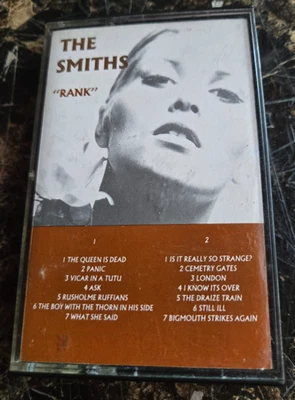 THE
SMITHS
"RANK"
1
1 THE QUEEN IS DEAD
2 PANIC
3 VICAR IN A TUTU
4 ASK
5 RUSHOLME RUFFIANS
6 THE BOY WITH THE THORN IN HIS SIDE
7 WHAT SHE SAID
2
1 IS IT REALLY SO STRANGE?
2 CEMETRY GATES
3 LONDON
4 I KNOW ITS OVER
5 THE DRAIZE TRAIN
6 STILL ILL
7 BIGMOUTH STRIKES AGAIN